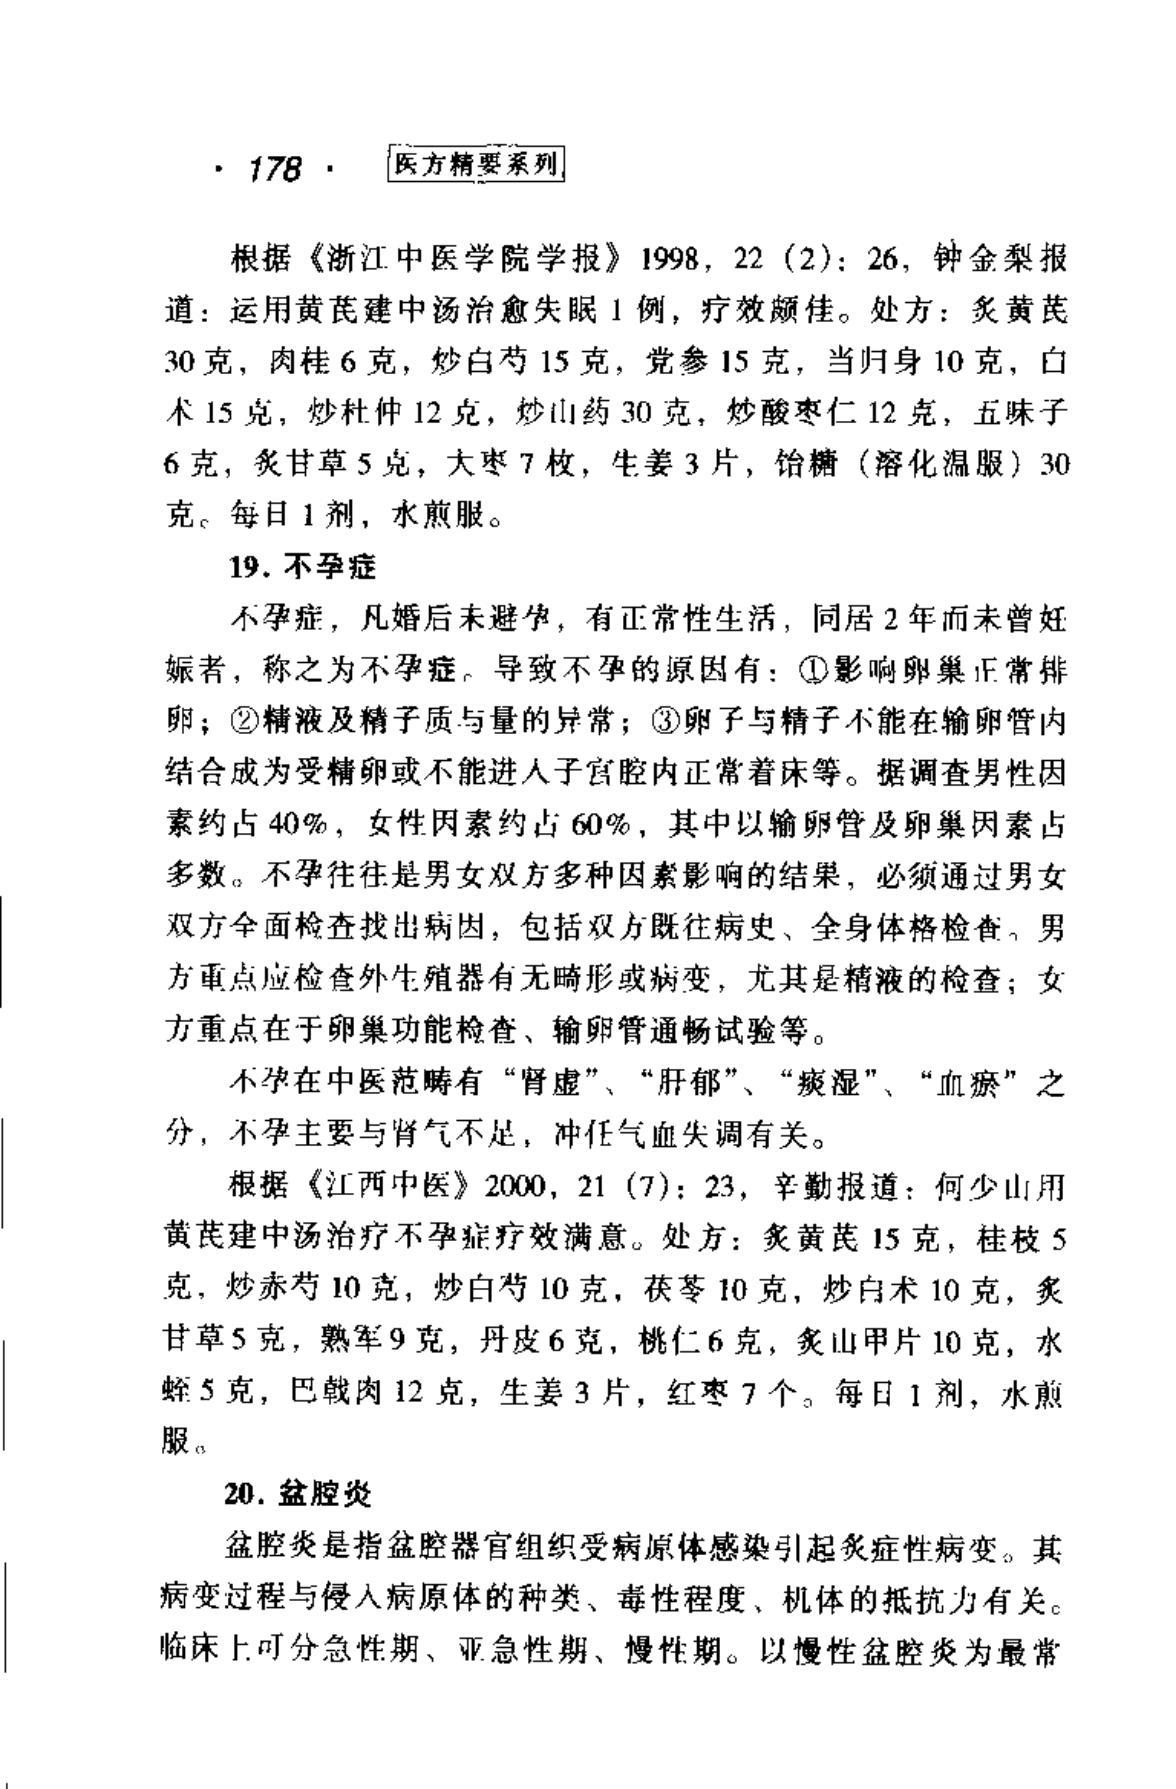 · 178 · 医方精要系列
根据《浙江中医学院学报》1998，22（2）：26，钟金梨报
道：运用黄芪建中汤治愈失眠 1 例，疗效颇佳。处方：炙黄芪
30 克，肉桂 6 克，炒白芍 15 克，党参 15 克，当归身 10 克，白
术 15 克，炒杜仲 12 克，炒山药 30 克，炒酸枣仁 12 克，五味子
6 克，炙甘草 5 克，大枣 7 枚，生姜 3 片，饴糖（溶化温服）30
克。每日 1 剂，水煎服。
19. 不孕症
不孕症，凡婚后未避孕，有正常性生活，同居 2 年而未曾妊
娠者，称之为不孕症。导致不孕的原因有：①影响卵巢正常排
卵；②精液及精子质与量的异常；③卵子与精子不能在输卵管内
结合成为受精卵或不能进入子宫腔内正常着床等。据调查男性因
素约占 40%，女性因素约占 60%，其中以输卵管及卵巢因素占
多数。不孕往往是男女双方多种因素影响的结果，必须通过男女
双方全面检查找出病因，包括双方既往病史、全身体格检查。男
方重点应检查外生殖器有无畸形或病变，尤其是精液的检查；女
方重点在于卵巢功能检查、输卵管通畅试验等。
不孕在中医范畴有“肾虚”、“肝郁”、“痰湿”、“血瘀”之
分，不孕主要与肾气不足，冲任气血失调有关。
根据《江西中医》2000，21（7）：23，辛勤报道：何少山用
黄芪建中汤治疗不孕症疗效满意。处方：炙黄芪 15 克，桂枝 5
克，炒赤芍 10 克，炒白芍 10 克，茯苓 10 克，炒白术 10 克，炙
甘草 5 克，熟军 9 克，丹皮 6 克，桃仁 6 克，炙山甲片 10 克，水
蛭 5 克，巴戟肉 12 克，生姜 3 片，红枣 7 个。每日 1 剂，水煎
服。
20. 盆腔炎
盆腔炎是指盆腔器官组织受病原体感染引起炎症性病变。其
病变过程与侵入病原体的种类、毒性程度、机体的抵抗力有关。
临床上可分急性期、亚急性期、慢性期。以慢性盆腔炎为最常